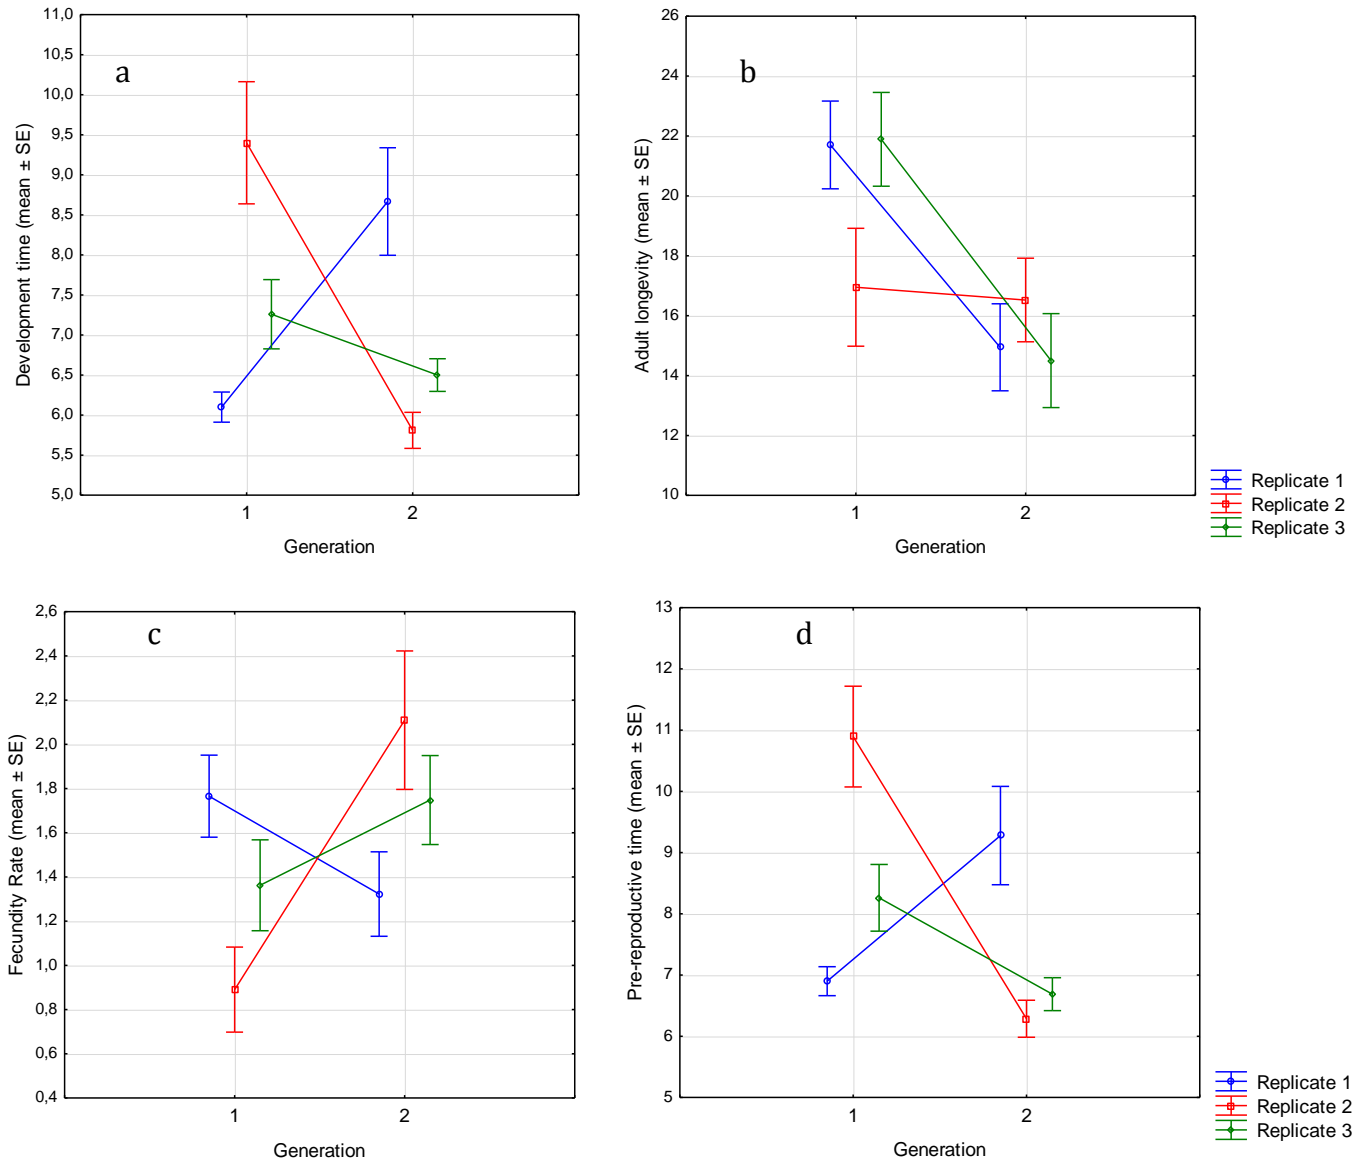 a
Development time (mean ± SE)
11,0
10,5
10,0
9,5
9,0
8,5
8,0
7,5
7,0
6,5
6,0
5,5
5,0
1
2
Generation
b
Adult longevity (mean ± SE)
26
24
22
20
18
16
14
12
10
1
2
Generation
Replicate 1
Replicate 2
Replicate 3
c
Fecundity Rate (mean ± SE)
2,6
2,4
2,2
2,0
1,8
1,6
1,4
1,2
1,0
0,8
0,6
0,4
1
2
Generation
d
Pre-reproductive time (mean ± SE)
13
12
11
10
9
8
7
6
5
1
2
Generation
Replicate 1
Replicate 2
Replicate 3